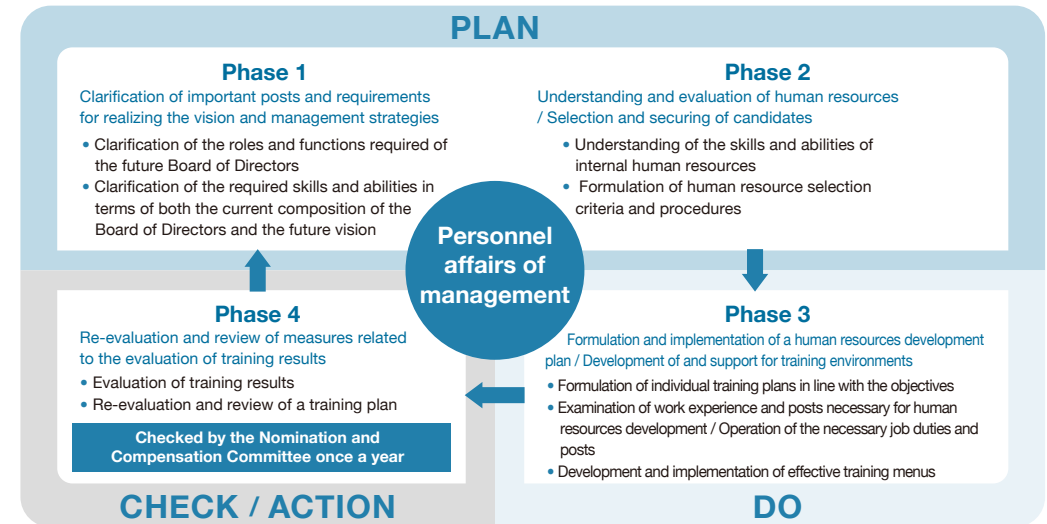 PLAN
Phase 1
Clarification of important posts and requirements
for realizing the vision and management strategies
• Clarification of the roles and functions required of
the future Board of Directors
• Clarification of the required skills and abilities in
terms of both the current composition of the
Board of Directors and the future vision
Phase 2
Understanding and evaluation of human resources
/ Selection and securing of candidates
• Understanding of the skills and abilities of
internal human resources
• Formulation of human resource selection
criteria and procedures
Personnel
affairs of
management
Phase 3
Formulation and implementation of a human resources development
plan / Development of and support for training environments
• Formulation of individual training plans in line with the objectives
• Examination of work experience and posts necessary for human
resources development / Operation of the necessary job duties and
posts
• Development and implementation of effective training menus
DO
Phase 4
Re-evaluation and review of measures related
to the evaluation of training results
• Evaluation of training results
• Re-evaluation and review of a training plan
Checked by the Nomination and
Compensation Committee once a year
CHECK / ACTION